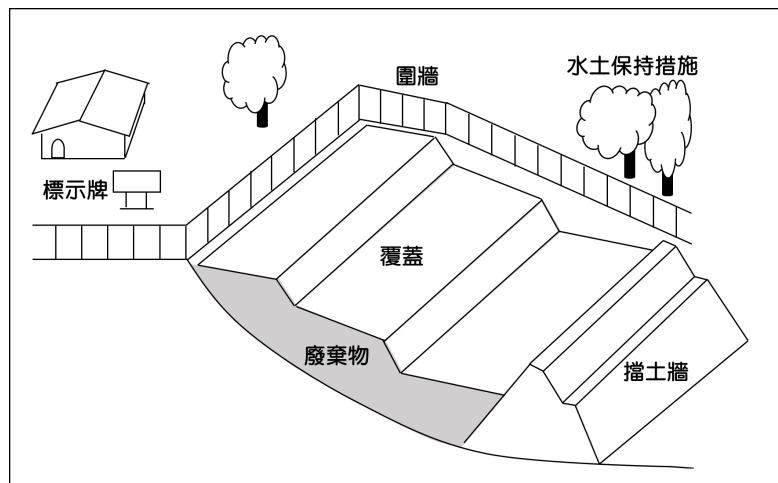 圍牆
水土保持措施
標示牌
覆蓋
廢棄物
擋土牆